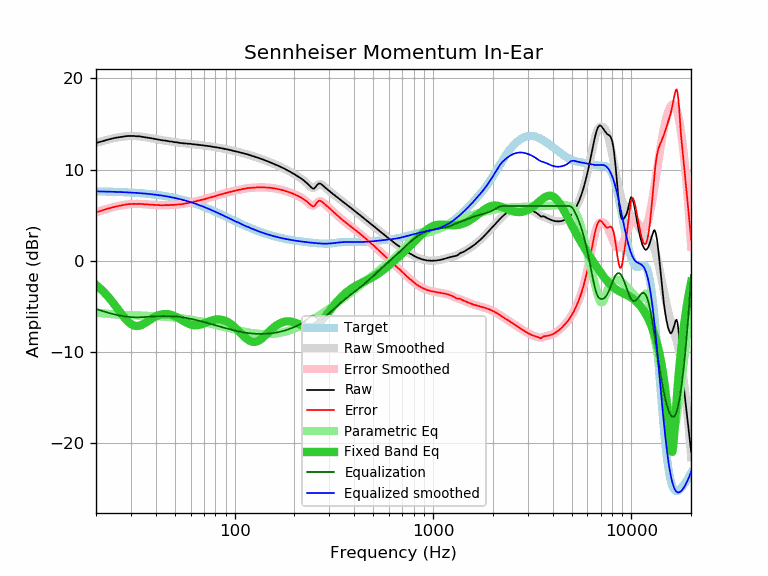 Sennheiser Momentum In-Ear
20
10
0
−10
−20
Amplitude (dBr)
Target
Raw Smoothed
Error Smoothed
Raw
Error
Parametric Eq
Fixed Band Eq
Equalization
Equalized smoothed
100 1000 10000
Frequency (Hz)